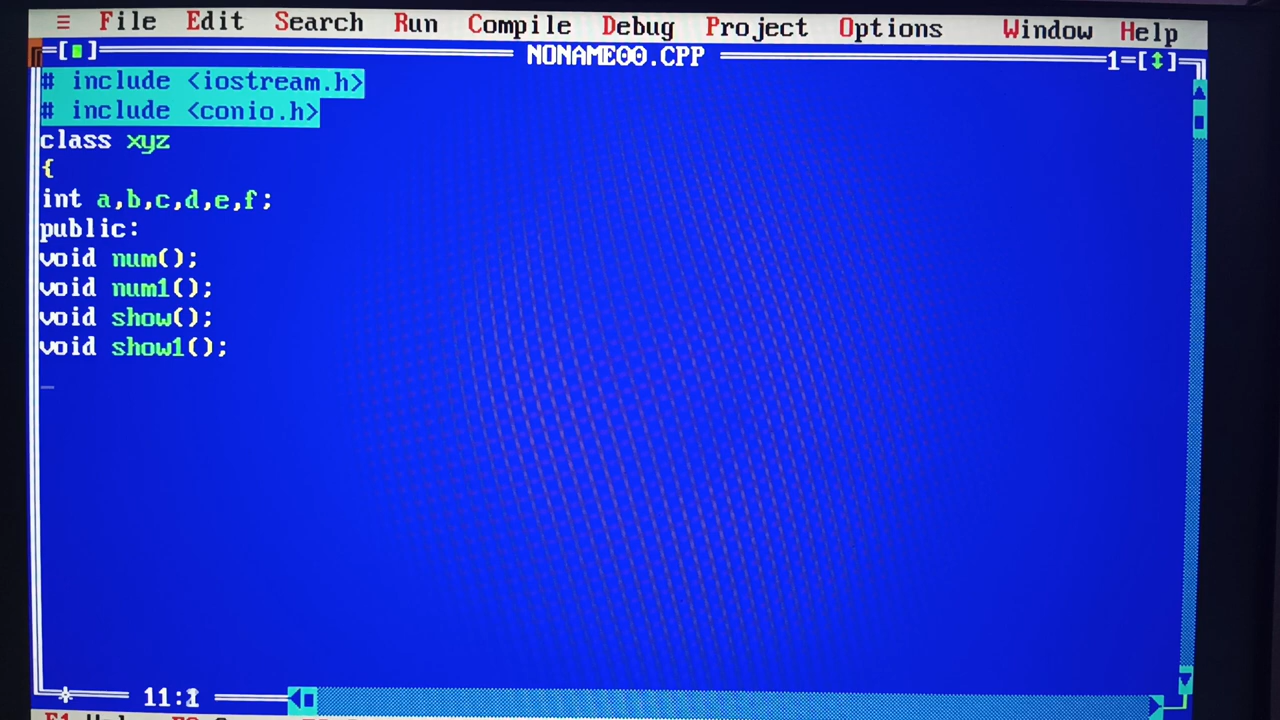 ≡ File Edit Search Run Compile Debug Project Options Window Help
NONAME00.CPP 1
# include <iostream.h>
# include <conio.h>
class xyz
{
int a,b,c,d,e,f;
public:
void num();
void num1();
void show();
void show1();
11:1
F1